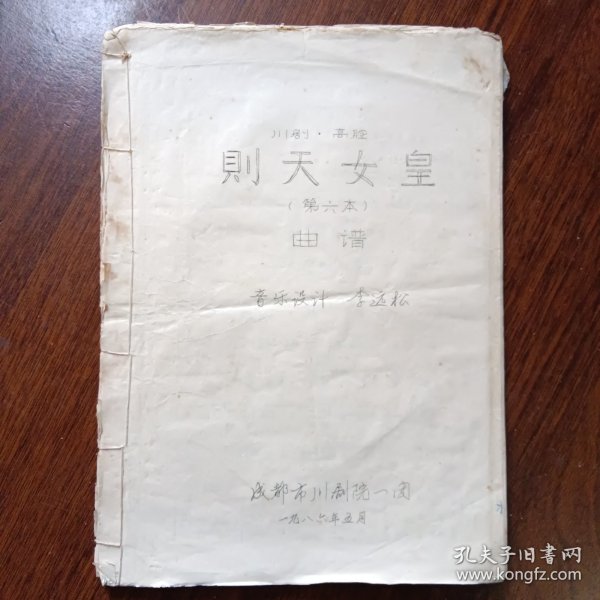 川剧·高腔
則天女皇
（第六本）
曲谱
音乐设计 李远松
成都市川剧院一团
一九八六年五月
孔夫子旧书网
www.kongfz.com